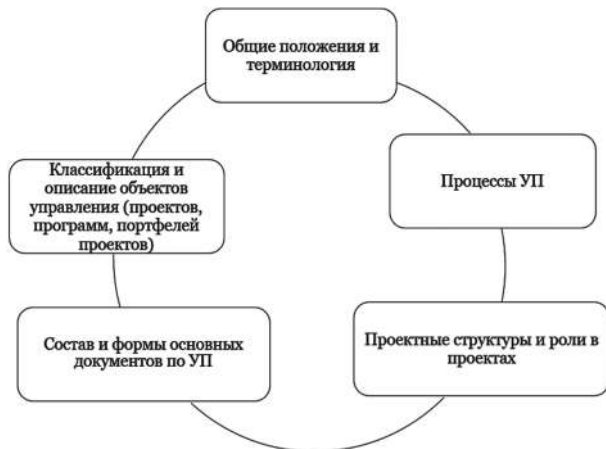 Общие положения и
терминология
Процессы УП
Проектные структуры и роли в
проектах
Состав и формы основных
документов по УП
Классификация и
описание объектов
управления (проектов,
программ, портфелей
проектов)